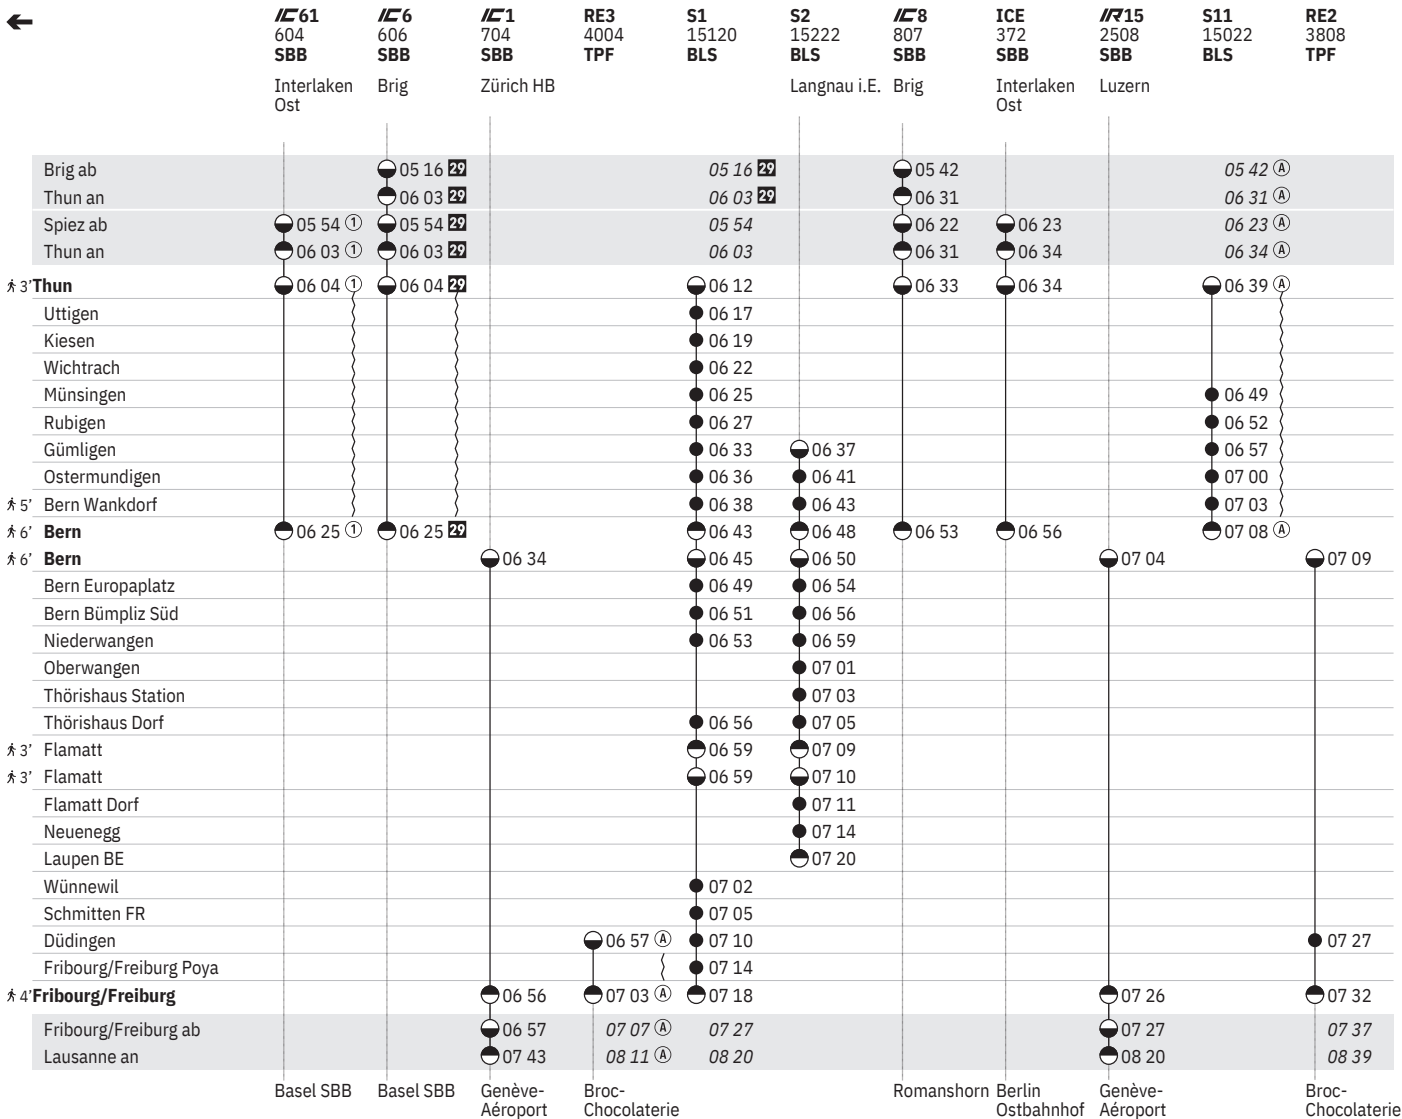 IC61 IC6 IC1 RE3 S1 S2 IC8 ICE IR15 S11 RE2
604 606 704 4004 15120 15222 807 372 2508 15022 3808
SBB SBB SBB TPF BLS BLS SBB SBB SBB BLS TPF
Interlaken Brig Zürich HB Langnau i.E. Brig Interlaken Luzern
Ost Ost
Brig ab 05 16 29 05 16 29 05 42 05 42 A
Thun an 06 03 29 06 03 29 06 31 06 31 A
Spiez ab 05 54 1 05 54 29 05 54 06 22 06 23 06 23 A
Thun an 06 03 1 06 03 29 06 03 06 31 06 34 06 34 A
3’ Thun 06 04 1 06 04 29 06 12 06 33 06 34 06 39 A
Uttigen 06 17
Kiesen 06 19
Wichtrach 06 22
Münsingen 06 25 06 49
Rubigen 06 27 06 52
Gümligen 06 33 06 37 06 57
Ostermundigen 06 36 06 41 07 00
5’ Bern Wankdorf 06 38 06 43 07 03
6’ Bern 06 25 1 06 25 29 06 43 06 48 06 53 06 56 07 08 A
6’ Bern 06 34 06 45 06 50 07 04 07 09
Bern Europaplatz 06 49 06 54
Bern Bümpliz Süd 06 51 06 56
Niederwangen 06 53 06 59
Oberwangen 07 01
Thörishaus Station 07 03
Thörishaus Dorf 06 56 07 05
3’ Flamatt 06 59 07 09
3’ Flamatt 06 59 07 10
Flamatt Dorf 07 11
Neuenegg 07 14
Laupen BE 07 20
Wünnewil 07 02
Schmitten FR 07 05
Düdingen 06 57 A 07 10 07 27
Fribourg/Freiburg Poya 07 14
4’ Fribourg/Freiburg 06 56 07 03 A 07 18 07 26 07 32
Fribourg/Freiburg ab 06 57 07 07 A 07 27 07 27 07 37
Lausanne an 07 43 08 11 A 08 20 08 20 08 39
Basel SBB Basel SBB Genève- Broc- Romanshorn Berlin Genève- Broc-
Aéroport Chocolaterie Ostbahnhof Aéroport Chocolaterie